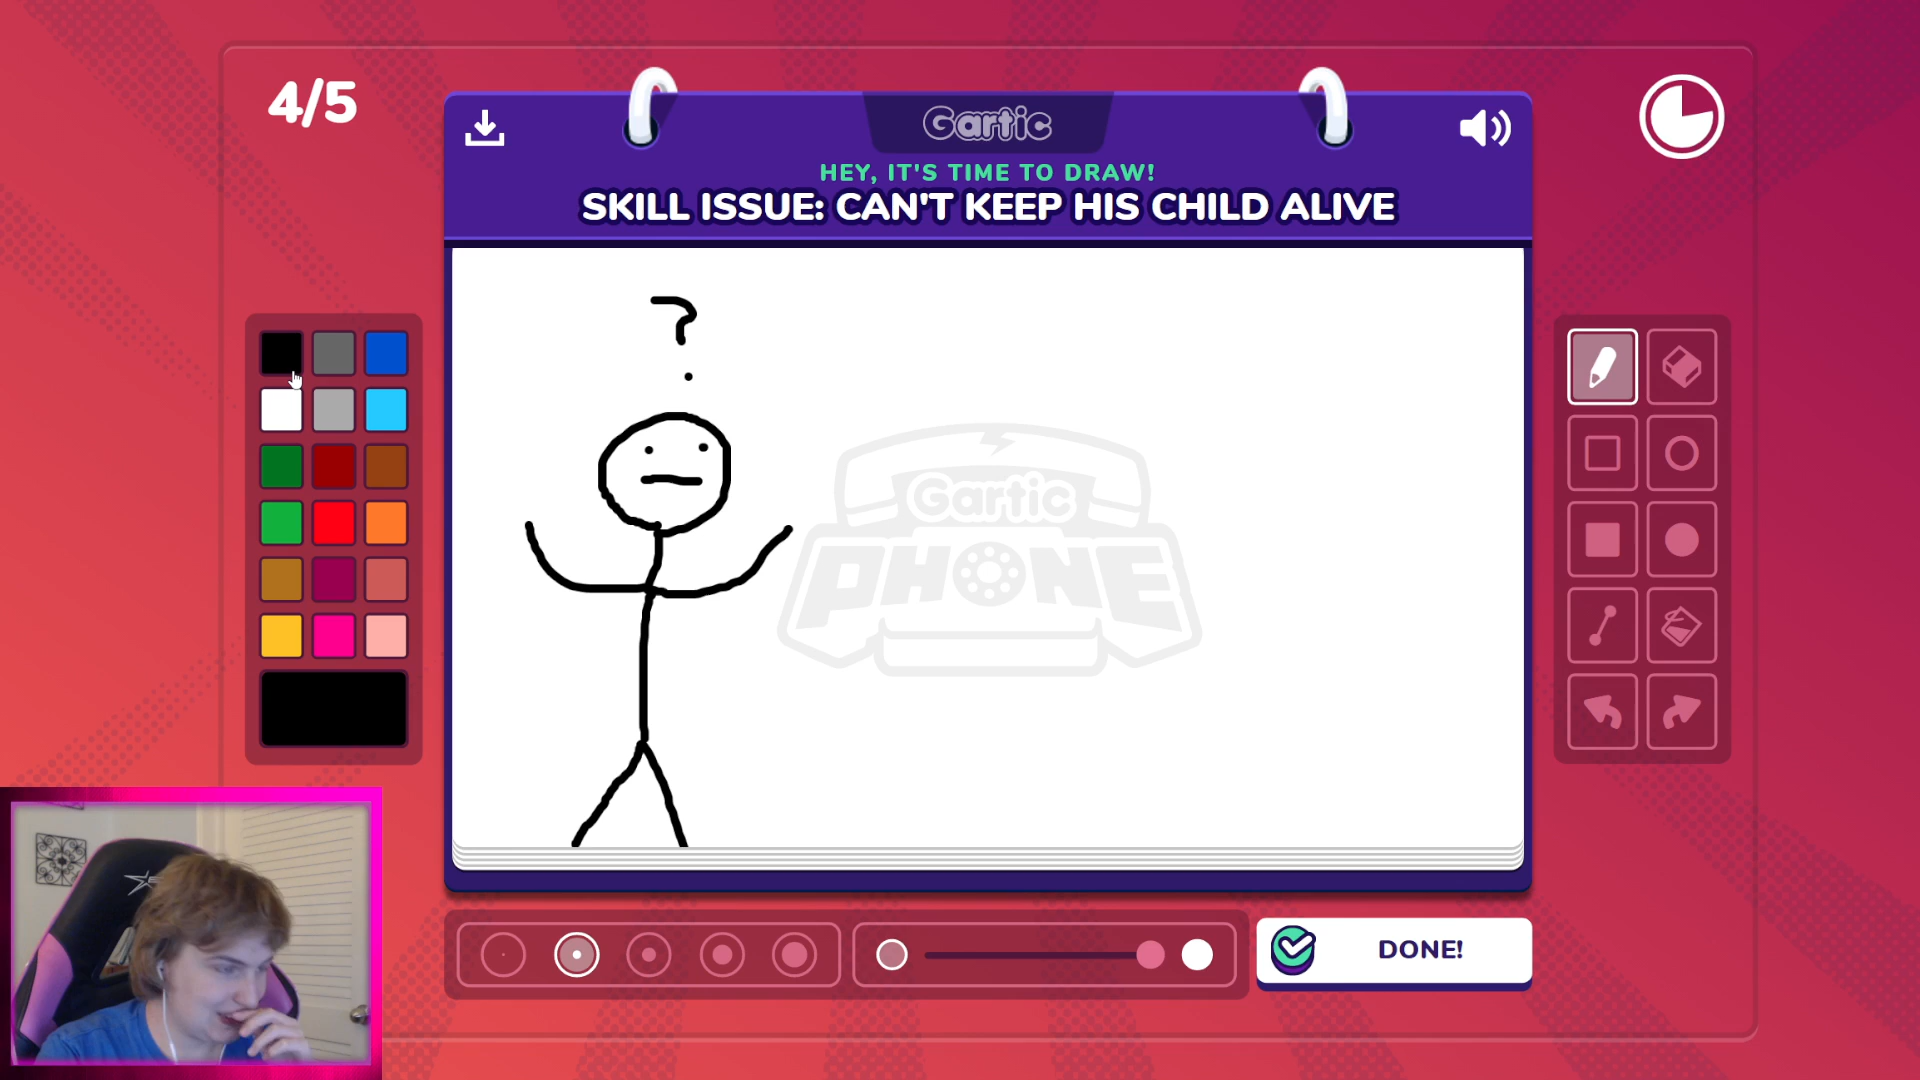 4/5
Gartic
HEY, IT'S TIME TO DRAW!
SKILL ISSUE: CAN'T KEEP HIS CHILD ALIVE
?
Gartic
PHONE
DONE!